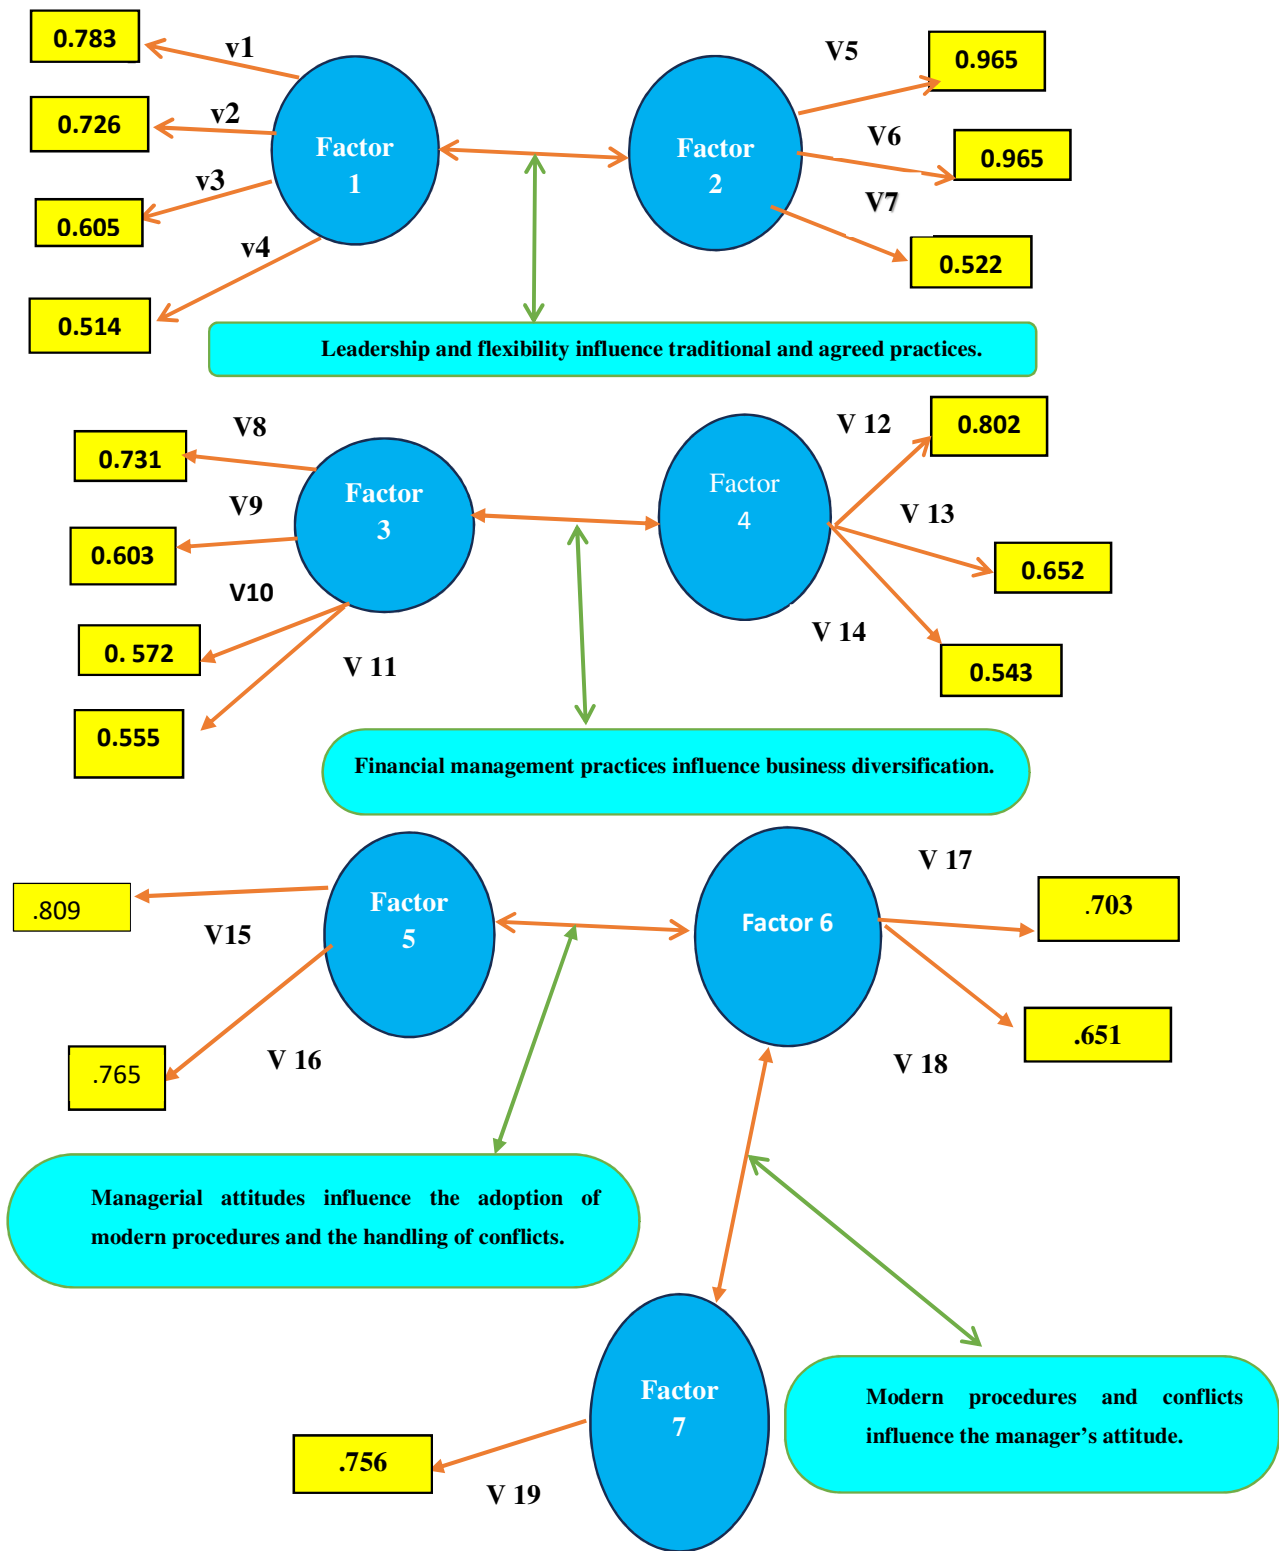 0.783
v1
V5
0.965
0.726
v2
Factor
1
Factor
2
V6
0.965
v3
V7
0.605
v4
0.522
0.514
Leadership and flexibility influence traditional and agreed practices.
V8
V 12
0.802
0.731
Factor
3
Factor
4
V9
V 13
0.603
0.652
V10
V 14
0. 572
V 11
0.543
0.555
Financial management practices influence business diversification.
V 17
.809
Factor
5
Factor 6
.703
V15
.651
.765
V 16
V 18
Managerial attitudes influence the adoption of
modern procedures and the handling of conflicts.
Factor
7
Modern procedures and conflicts
influence the manager’s attitude.
.756
V 19